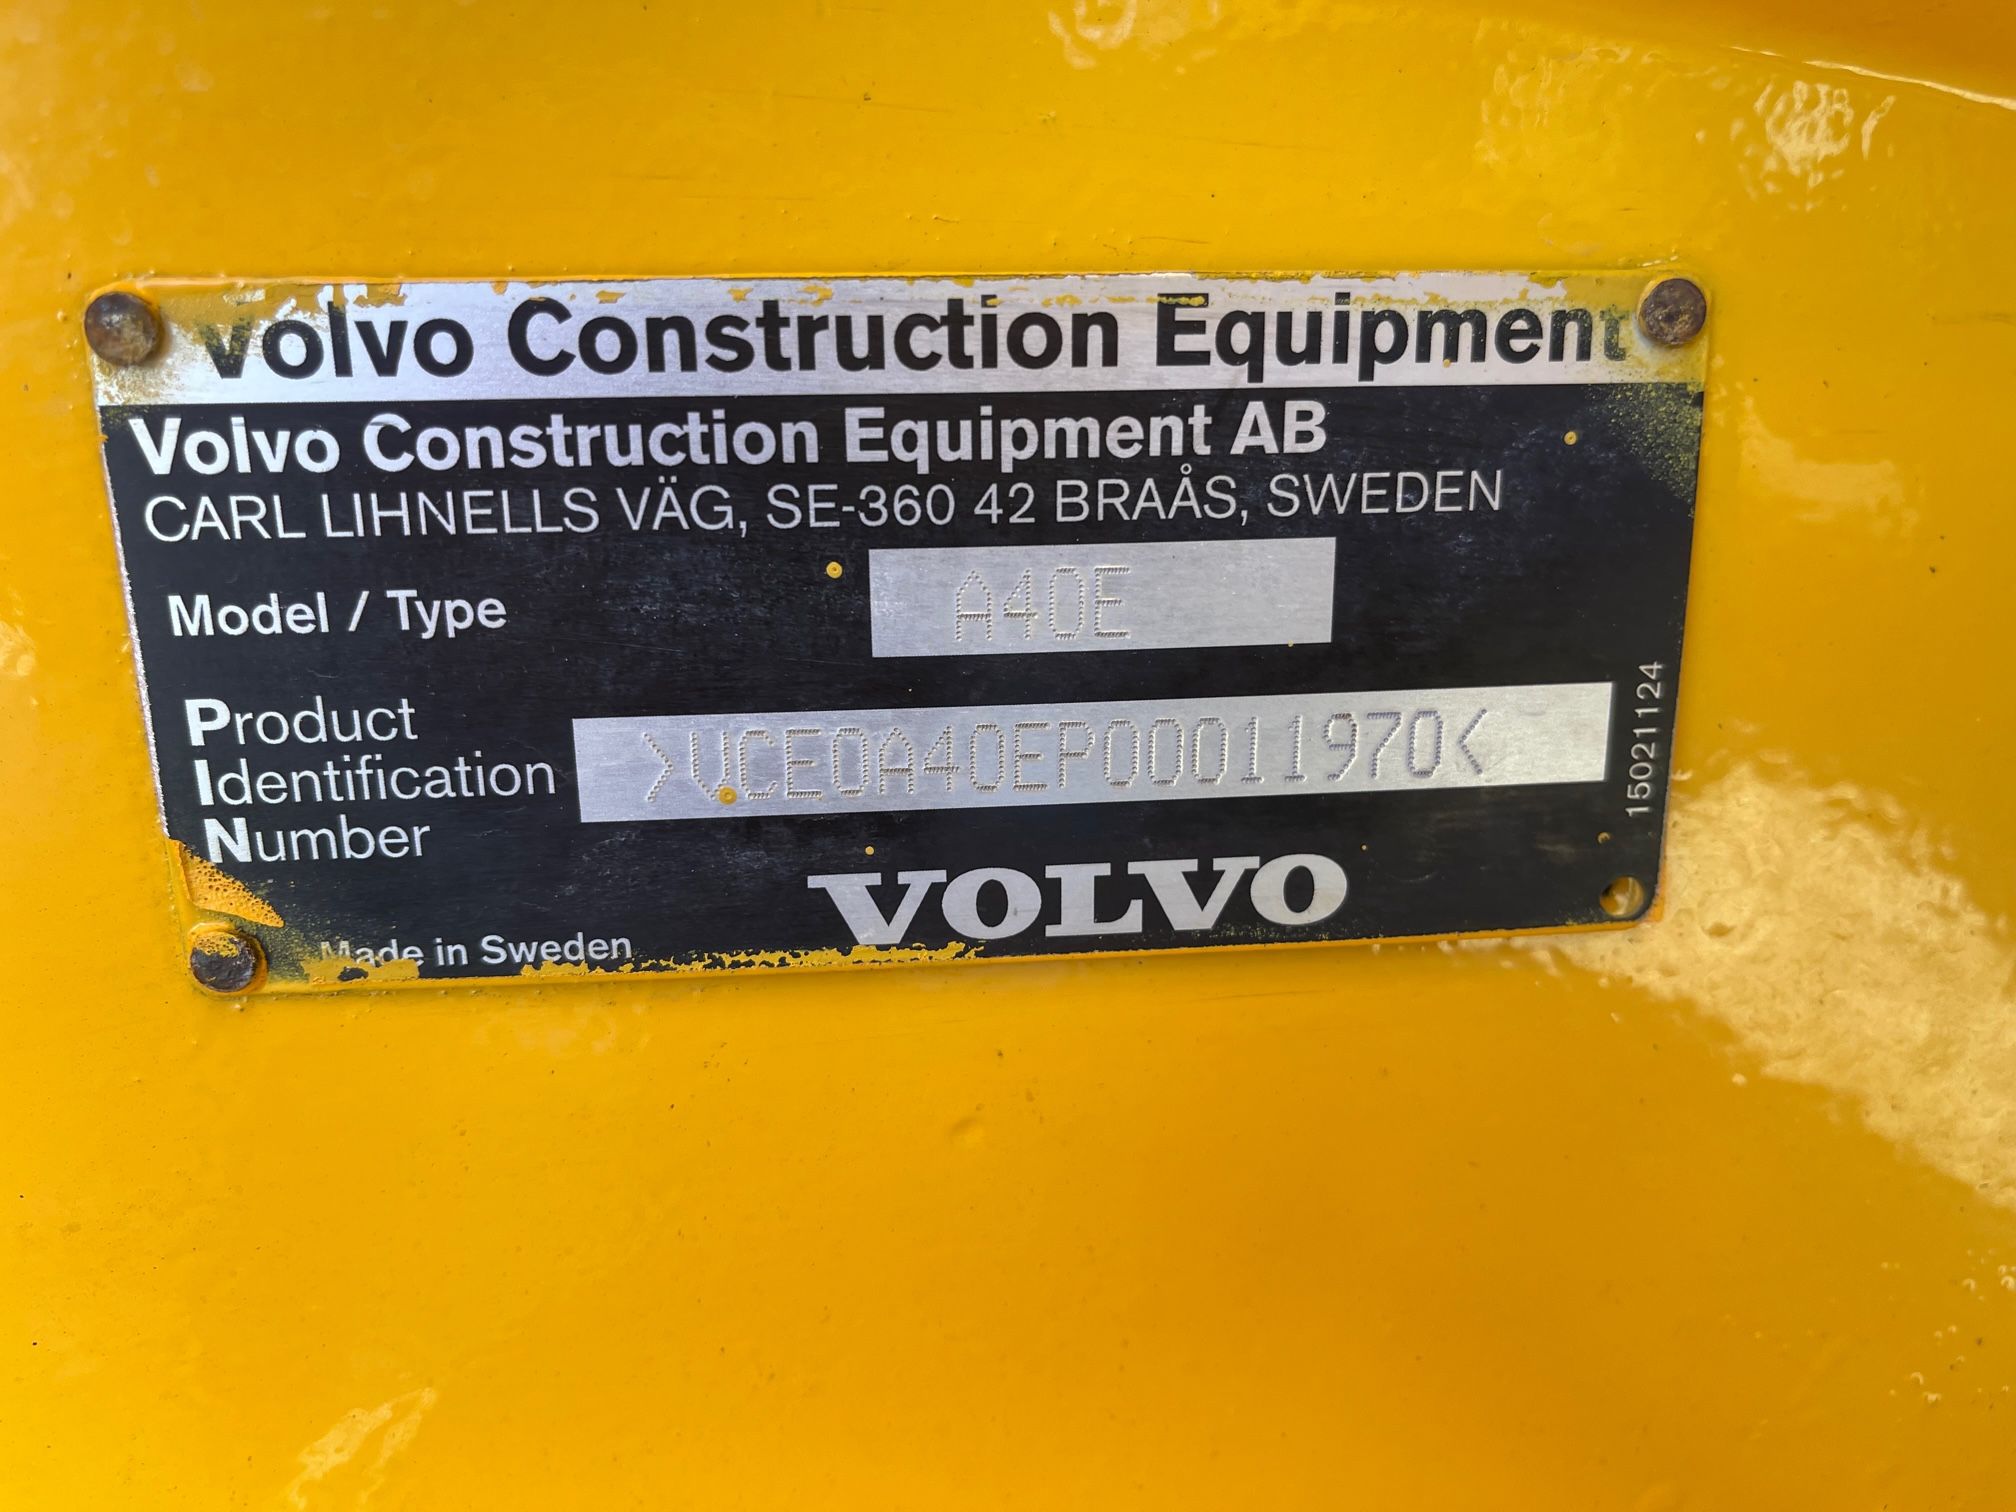 Volvo Construction Equipment
Volvo Construction Equipment AB
CARL LIHNELLS VÄG, SE-360 42 BRAÅS, SWEDEN
Model / Type
A40E
Product
Identification
Number
>VCE0A40EP00011970<
15021124
VOLVO
Made in Sweden